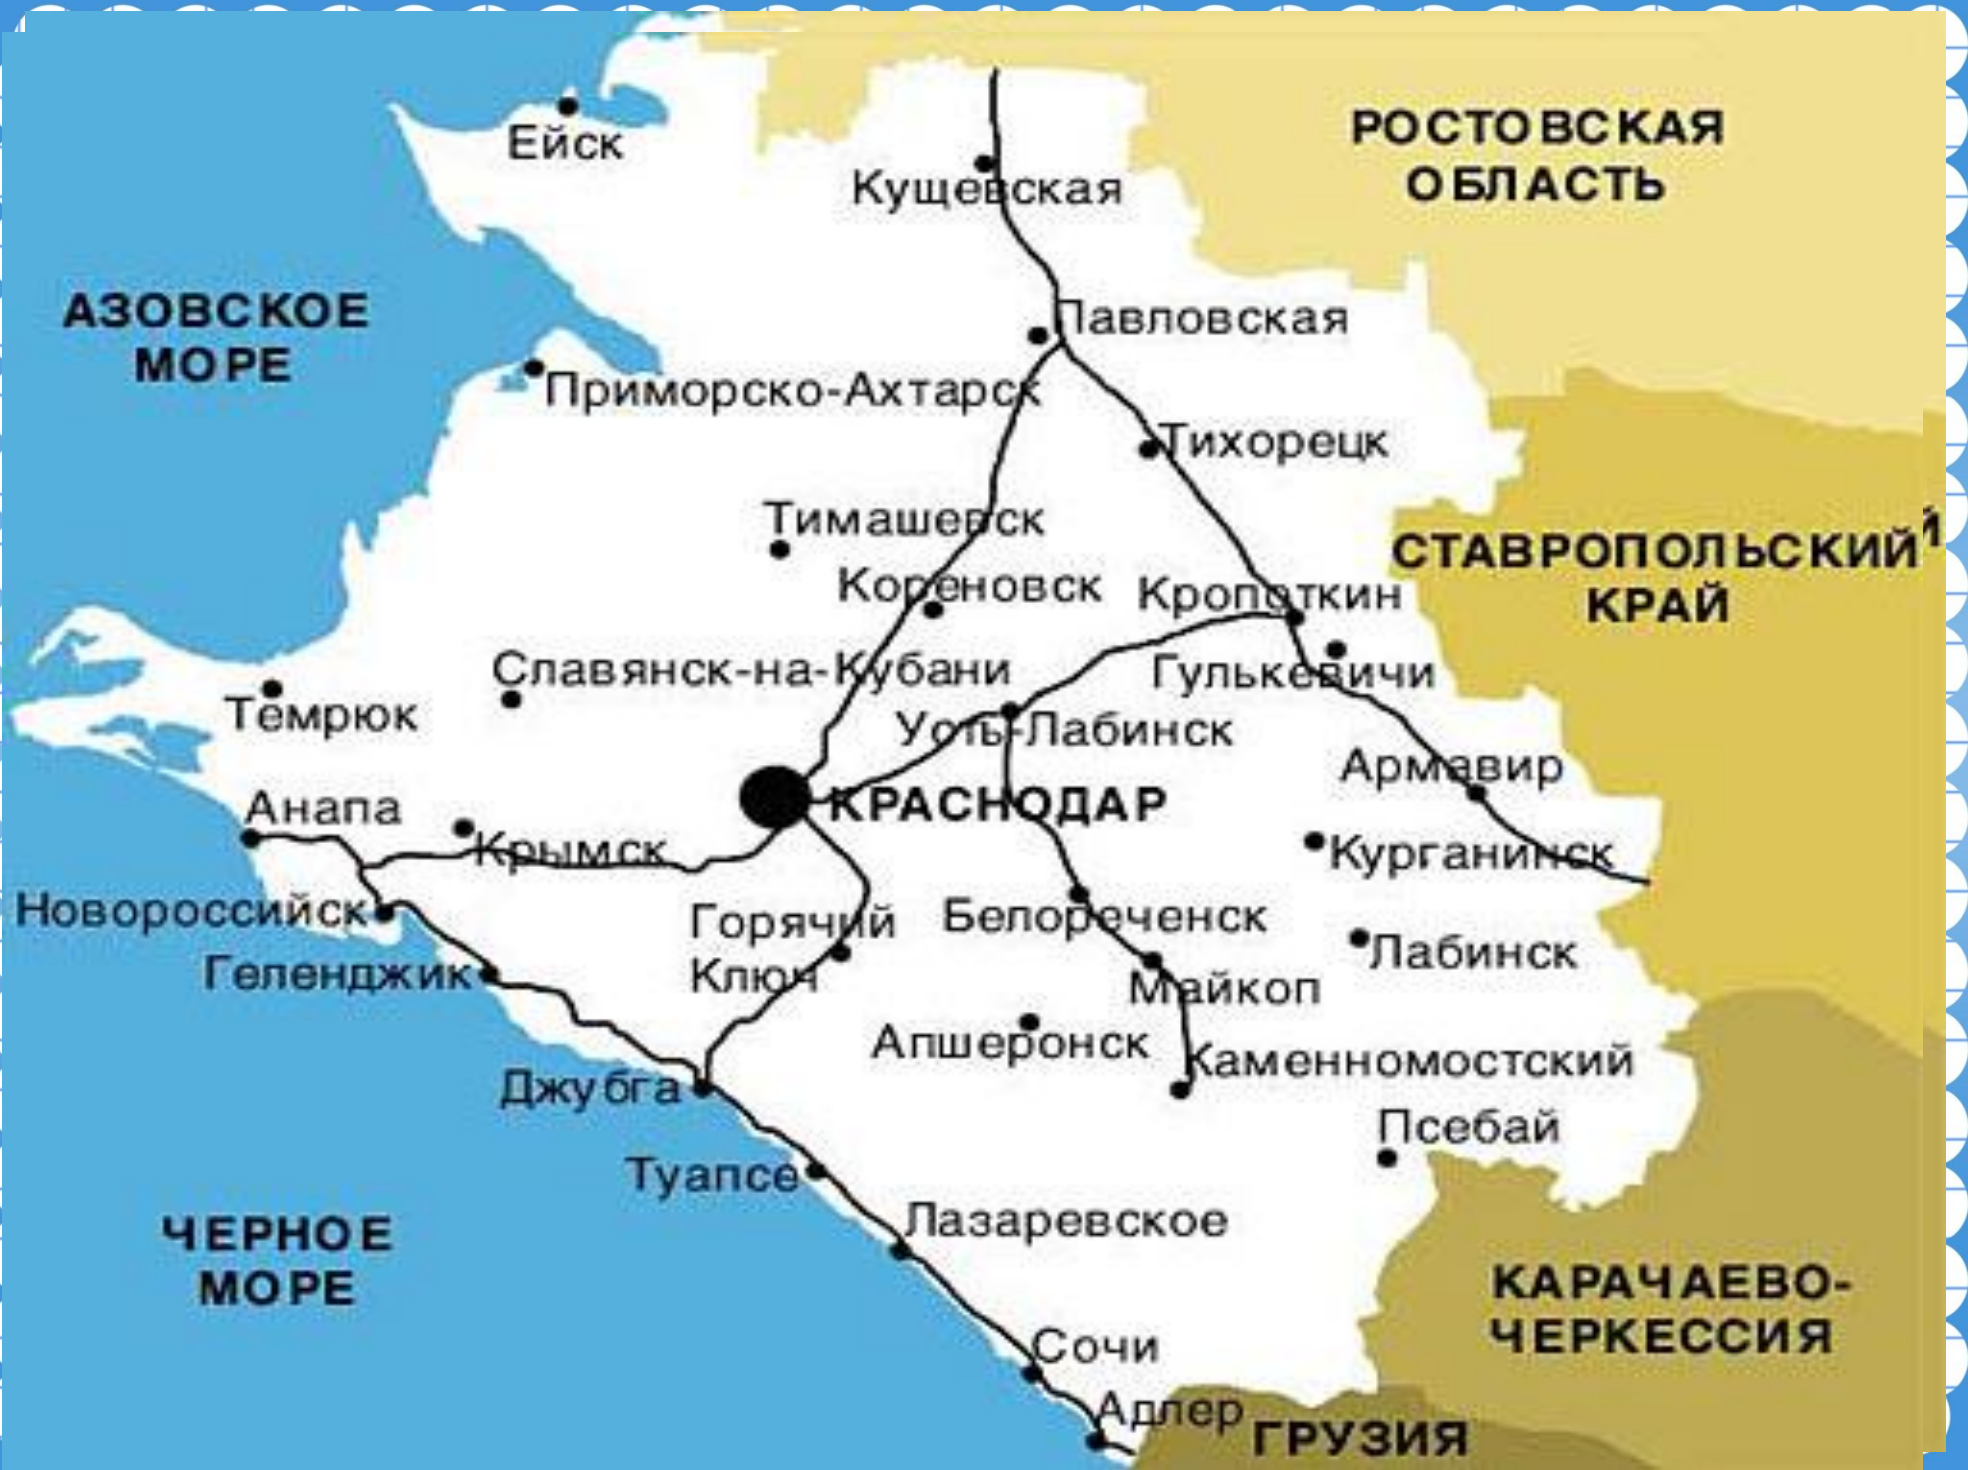 Ейск
РОСТОВСКАЯ
ОБЛАСТЬ
Кущевская
АЗОВСКОЕ
МОРЕ
Павловская
Приморско-Ахтарск
Тихорецк
Тимашевск
й
СТАВРОПОЛЬСКИЙ
КРАЙ
Кореновск
Кропоткин
Славянск-на-Кубани
Гулькевичи
Темрюк
Усть-Лабинск
Армавир
Анапа
КРАСНОДАР
Крымск
Курганинск
Новороссийск
Горячий
Ключ
Белореченск
Геленджик
Лабинск
Майкоп
Апшеронск
Каменномостский
Джубга
Псебай
Туапсе
Лазаревское
ЧЕРНОЕ
МОРЕ
КАРАЧАЕВО-
ЧЕРКЕССИЯ
Сочи
Адлер
ГРУЗИЯ